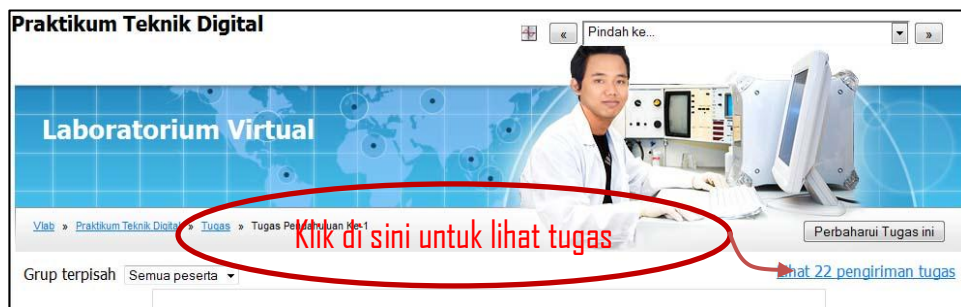 Praktikum Teknik Digital
« Pindah ke... »
Laboratorium Virtual
Vlab » Praktikum Teknik Digital » Tugas » Tugas Pendahuluan Ke-1
Klik di sini untuk lihat tugas
Perbaharui Tugas ini
Grup terpisah Semua peserta
Lihat 22 pengiriman tugas